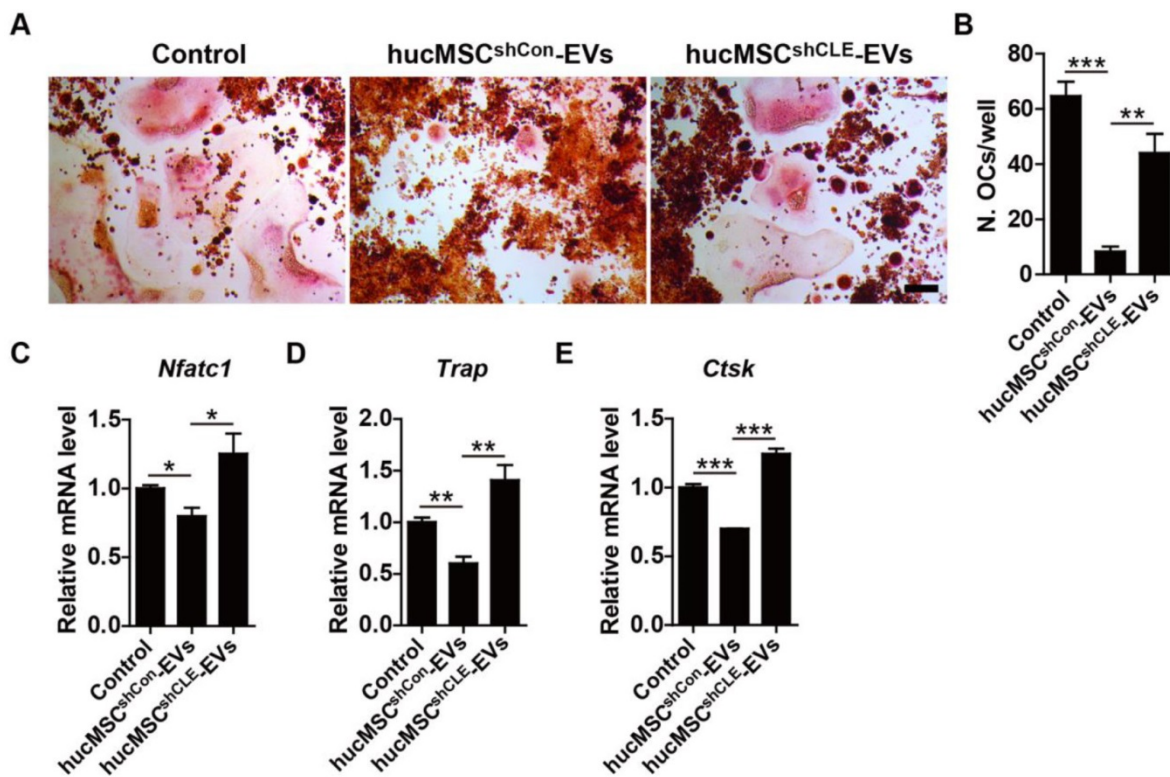 A
Control
hucMSCshCon-EVs
hucMSCshCLE-EVs
B
N. OCs/well
80
60
40
20
0
***
**
Control
hucMSCshCon-EVs
hucMSCshCLE-EVs
C
Nfatc1
Relative mRNA level
1.5
1.0
0.5
0.0
*
*
Control
hucMSCshCon-EVs
hucMSCshCLE-EVs
D
Trap
Relative mRNA level
2.0
1.5
1.0
0.5
0.0
**
**
Control
hucMSCshCon-EVs
hucMSCshCLE-EVs
E
Ctsk
Relative mRNA level
1.5
1.0
0.5
0.0
***
***
Control
hucMSCshCon-EVs
hucMSCshCLE-EVs